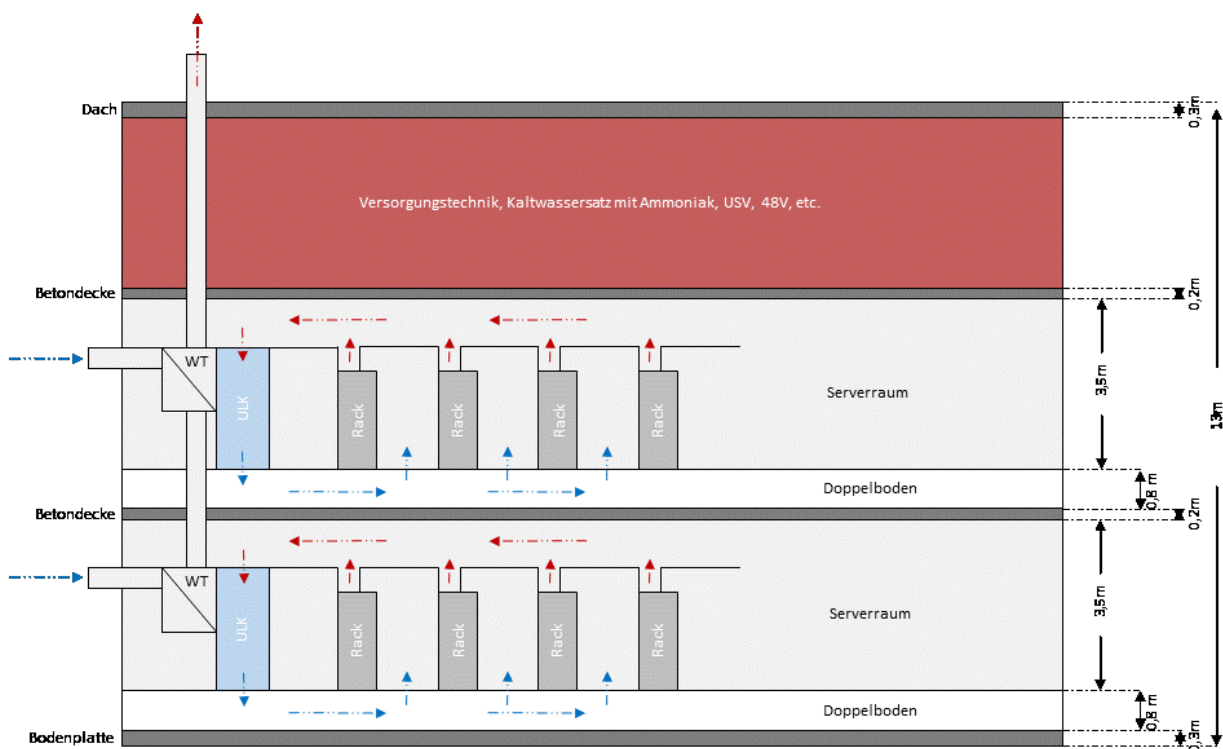 Dach
0,3m
Versorgungstechnik, Kaltwassersatz mit Ammoniak, USV, 48V, etc.
Betondecke
0,2m
WT
ULK
Rack
Rack
Rack
Rack
Serverraum
3,5m
13m
Doppelboden
0,8 m
Betondecke
0,2m
WT
ULK
Rack
Rack
Rack
Rack
Serverraum
3,5m
Doppelboden
0,8 m
Bodenplatte
0,3m